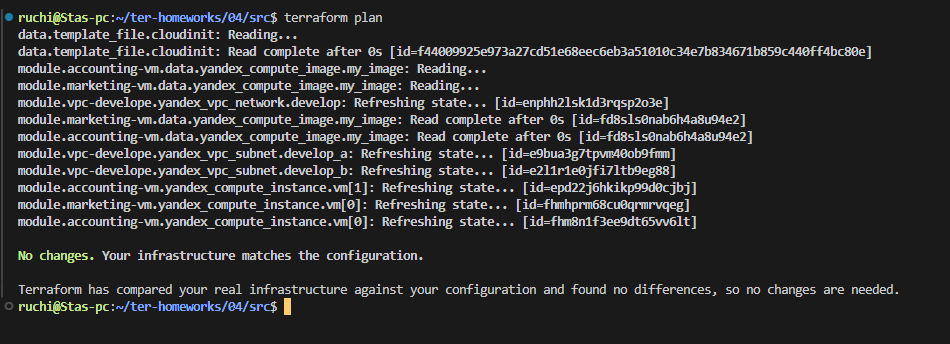 ruchi@Stas-pc:~/ter-homeworks/04/src$ terraform plan
data.template_file.cloudinit: Reading...
data.template_file.cloudinit: Read complete after 0s [id=f44009925e973a27cd51e68eec6eb3a51010c34e7b834671b859c440ff4bc80e]
module.accounting-vm.data.yandex_compute_image.my_image: Reading...
module.marketing-vm.data.yandex_compute_image.my_image: Reading...
module.vpc-develope.yandex_vpc_network.develop: Refreshing state... [id=enphh2lsk1d3rqsp2o3e]
module.marketing-vm.data.yandex_compute_image.my_image: Read complete after 0s [id=fd8sls0nab6h4a8u94e2]
module.accounting-vm.data.yandex_compute_image.my_image: Read complete after 0s [id=fd8sls0nab6h4a8u94e2]
module.vpc-develope.yandex_vpc_subnet.develop_a: Refreshing state... [id=e9bua3g7tpvm40ob9fmm]
module.vpc-develope.yandex_vpc_subnet.develop_b: Refreshing state... [id=e2l1r1e0jfi7ltb9eg88]
module.accounting-vm.yandex_compute_instance.vm[1]: Refreshing state... [id=epd22j6hkikp99d0cjbj]
module.marketing-vm.yandex_compute_instance.vm[0]: Refreshing state... [id=fhmhprm68cu0qrmrvqeg]
module.accounting-vm.yandex_compute_instance.vm[0]: Refreshing state... [id=fhm8n1f3ee9dt65vv6lt]
No changes. Your infrastructure matches the configuration.
Terraform has compared your real infrastructure against your configuration and found no differences, so no changes are needed.
ruchi@Stas-pc:~/ter-homeworks/04/src$